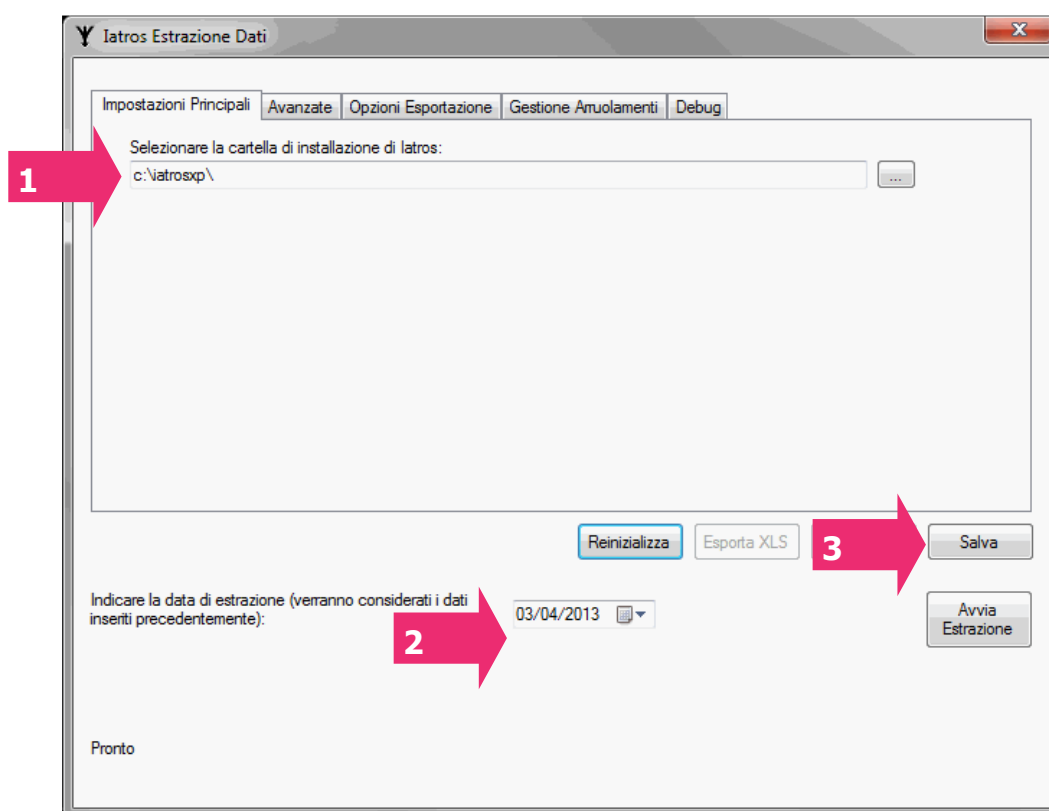 Iatros Estrazione Dati
x
Impostazioni Principali Avanzate Opzioni Esportazione Gestione Arruolamenti Debug
Selezionare la cartella di installazione di Iatros:
1
c:\iatrosxp\
...
Reinizializza Esporta XLS 3 Salva
Indicare la data di estrazione (verranno considerati i dati
inseriti precedentemente):
2
03/04/2013
Avvia
Estrazione
Pronto